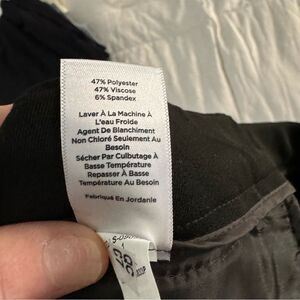 47% Polyester
47% Viscose
6% Spandex
Laver À La Machine À
L'eau Froide
Agent De Blanchiment
Non Chloré Seulement Au
Besoin
Sécher Par Culbutage À
Basse Température
Repasser À Basse
Température Au Besoin
Fabriqué En Jordanie